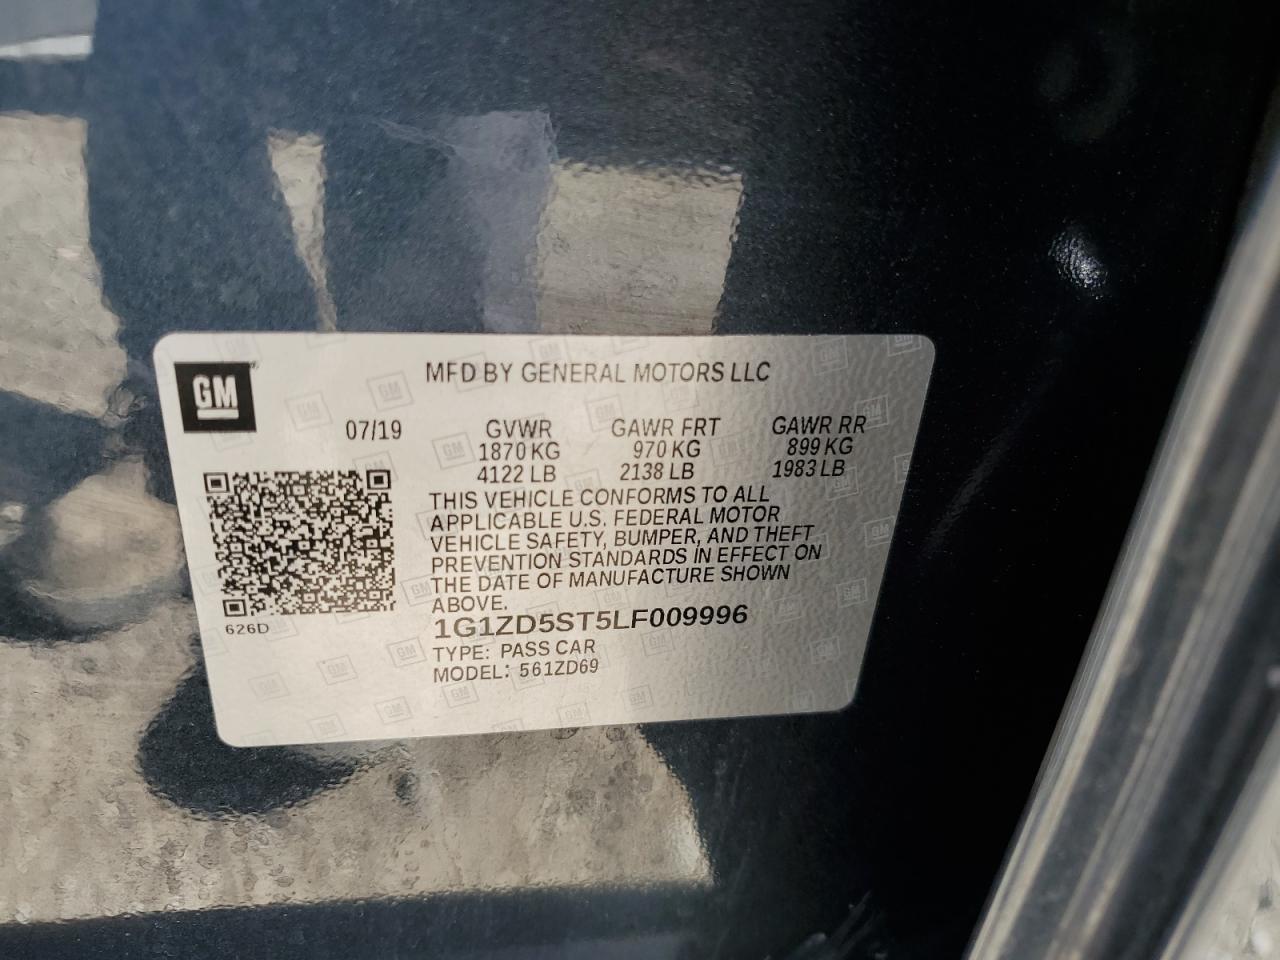 GM
MFD BY GENERAL MOTORS LLC
07/19 GVWR GAWR FRT GAWR RR
1870 KG 970 KG 899 KG
4122 LB 2138 LB 1983 LB
THIS VEHICLE CONFORMS TO ALL
APPLICABLE U.S. FEDERAL MOTOR
VEHICLE SAFETY, BUMPER, AND THEFT
PREVENTION STANDARDS IN EFFECT ON
THE DATE OF MANUFACTURE SHOWN
ABOVE.
626D
1G1ZD5ST5LF009996
TYPE: PASS CAR
MODEL: 561ZD69